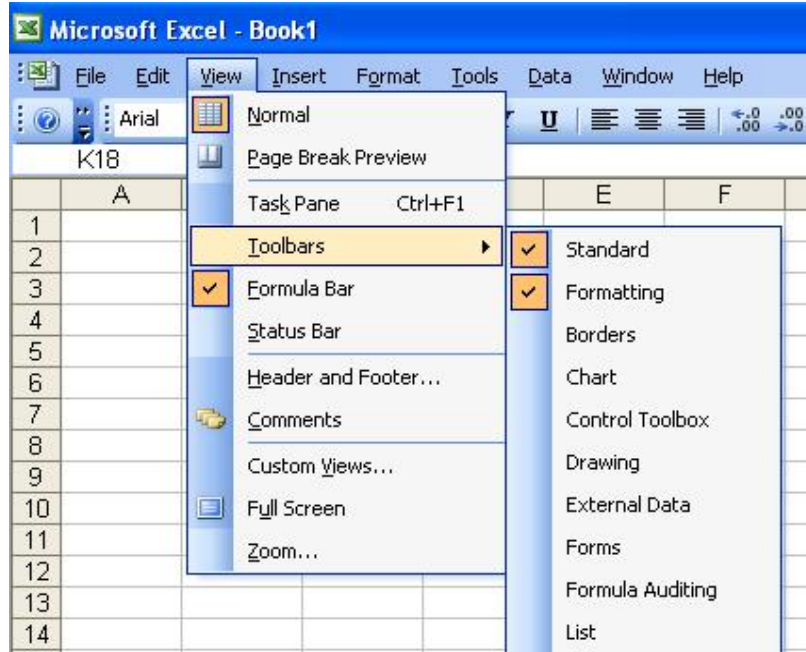 Microsoft Excel - Book1
File Edit View Insert Format Tools Data Window Help
Arial U
K18
A E F
Normal
Page Break Preview
Task Pane Ctrl+F1
Toolbars
Formula Bar
Status Bar
Header and Footer...
Comments
Custom Views...
Full Screen
Zoom...
Standard
Formatting
Borders
Chart
Control Toolbox
Drawing
External Data
Forms
Formula Auditing
List
1
2
3
4
5
6
7
8
9
10
11
12
13
14